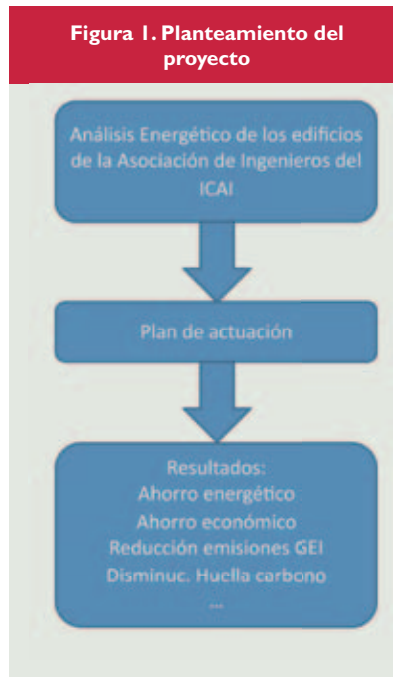 Figura 1. Planteamiento del
proyecto
Análisis Energético de los edificios
de la Asociación de Ingenieros del
ICAI
Plan de actuación
Resultados:
Ahorro energético
Ahorro económico
Reducción emisiones GEI
Disminuc. Huella carbono
...